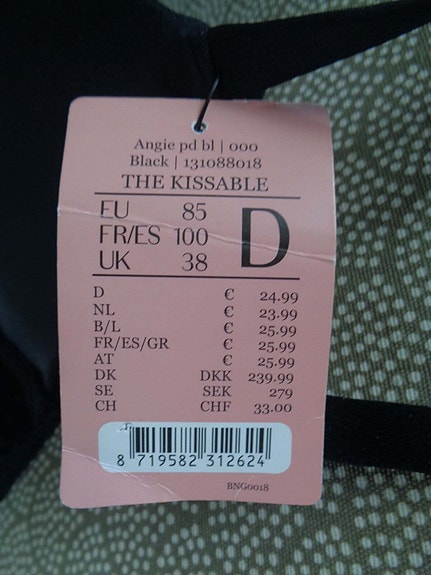 Angie pd bl | 000
Black | 131088018
THE KISSABLE
EU 85
FR/ES 100
UK 38
D
D € 24.99
NL € 23.99
B/L € 25.99
FR/ES/GR € 25.99
AT € 25.99
DK DKK 239.99
SE SEK 279
CH CHF 33.00
8 719582 312624
BNG0018